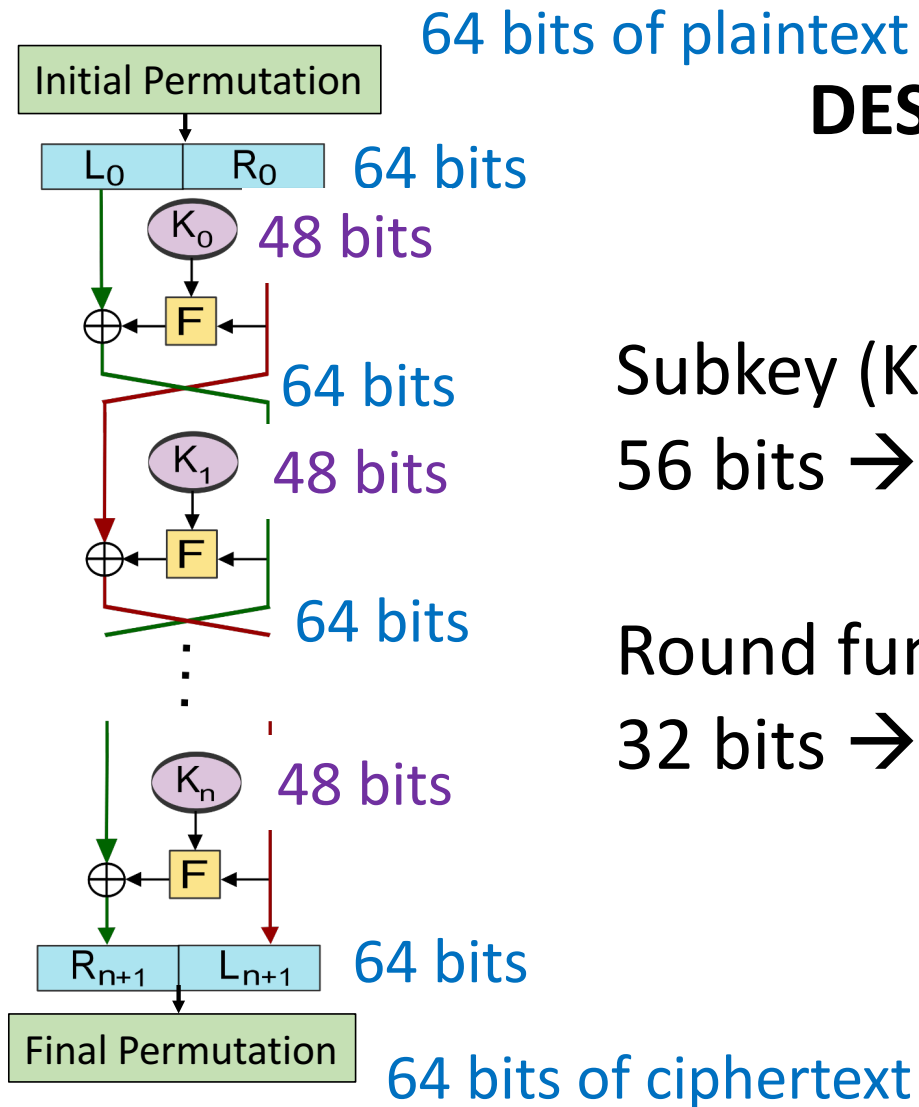 64 bits of plaintext
Initial Permutation
DES
L₀ R₀ 64 bits
K₀ 48 bits
F
64 bits
Subkey (K
K₁ 48 bits
56 bits →
F
64 bits
Round fur
32 bits →
Kₙ 48 bits
F
Rₙ₊₁ Lₙ₊₁ 64 bits
Final Permutation
64 bits of ciphertext